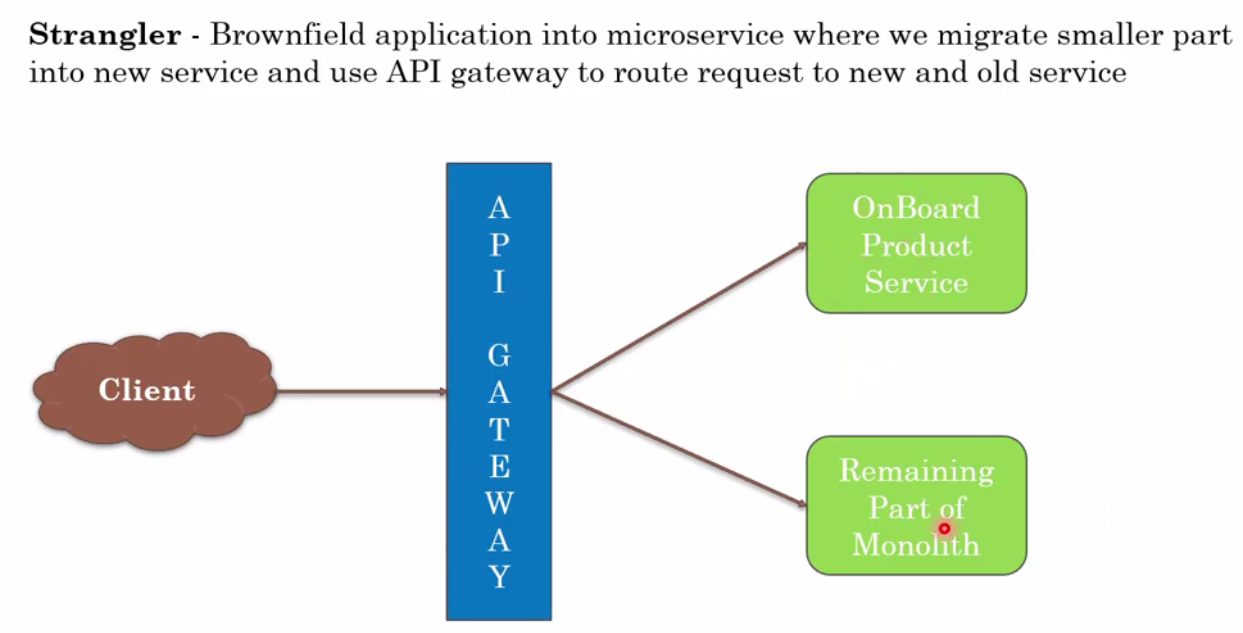 Strangler - Brownfield application into microservice where we migrate smaller part
into new service and use API gateway to route request to new and old service
OnBoard
Product
Service
A
P
I
G
A
T
E
W
A
Y
Client
Remaining
Part of
Monolith